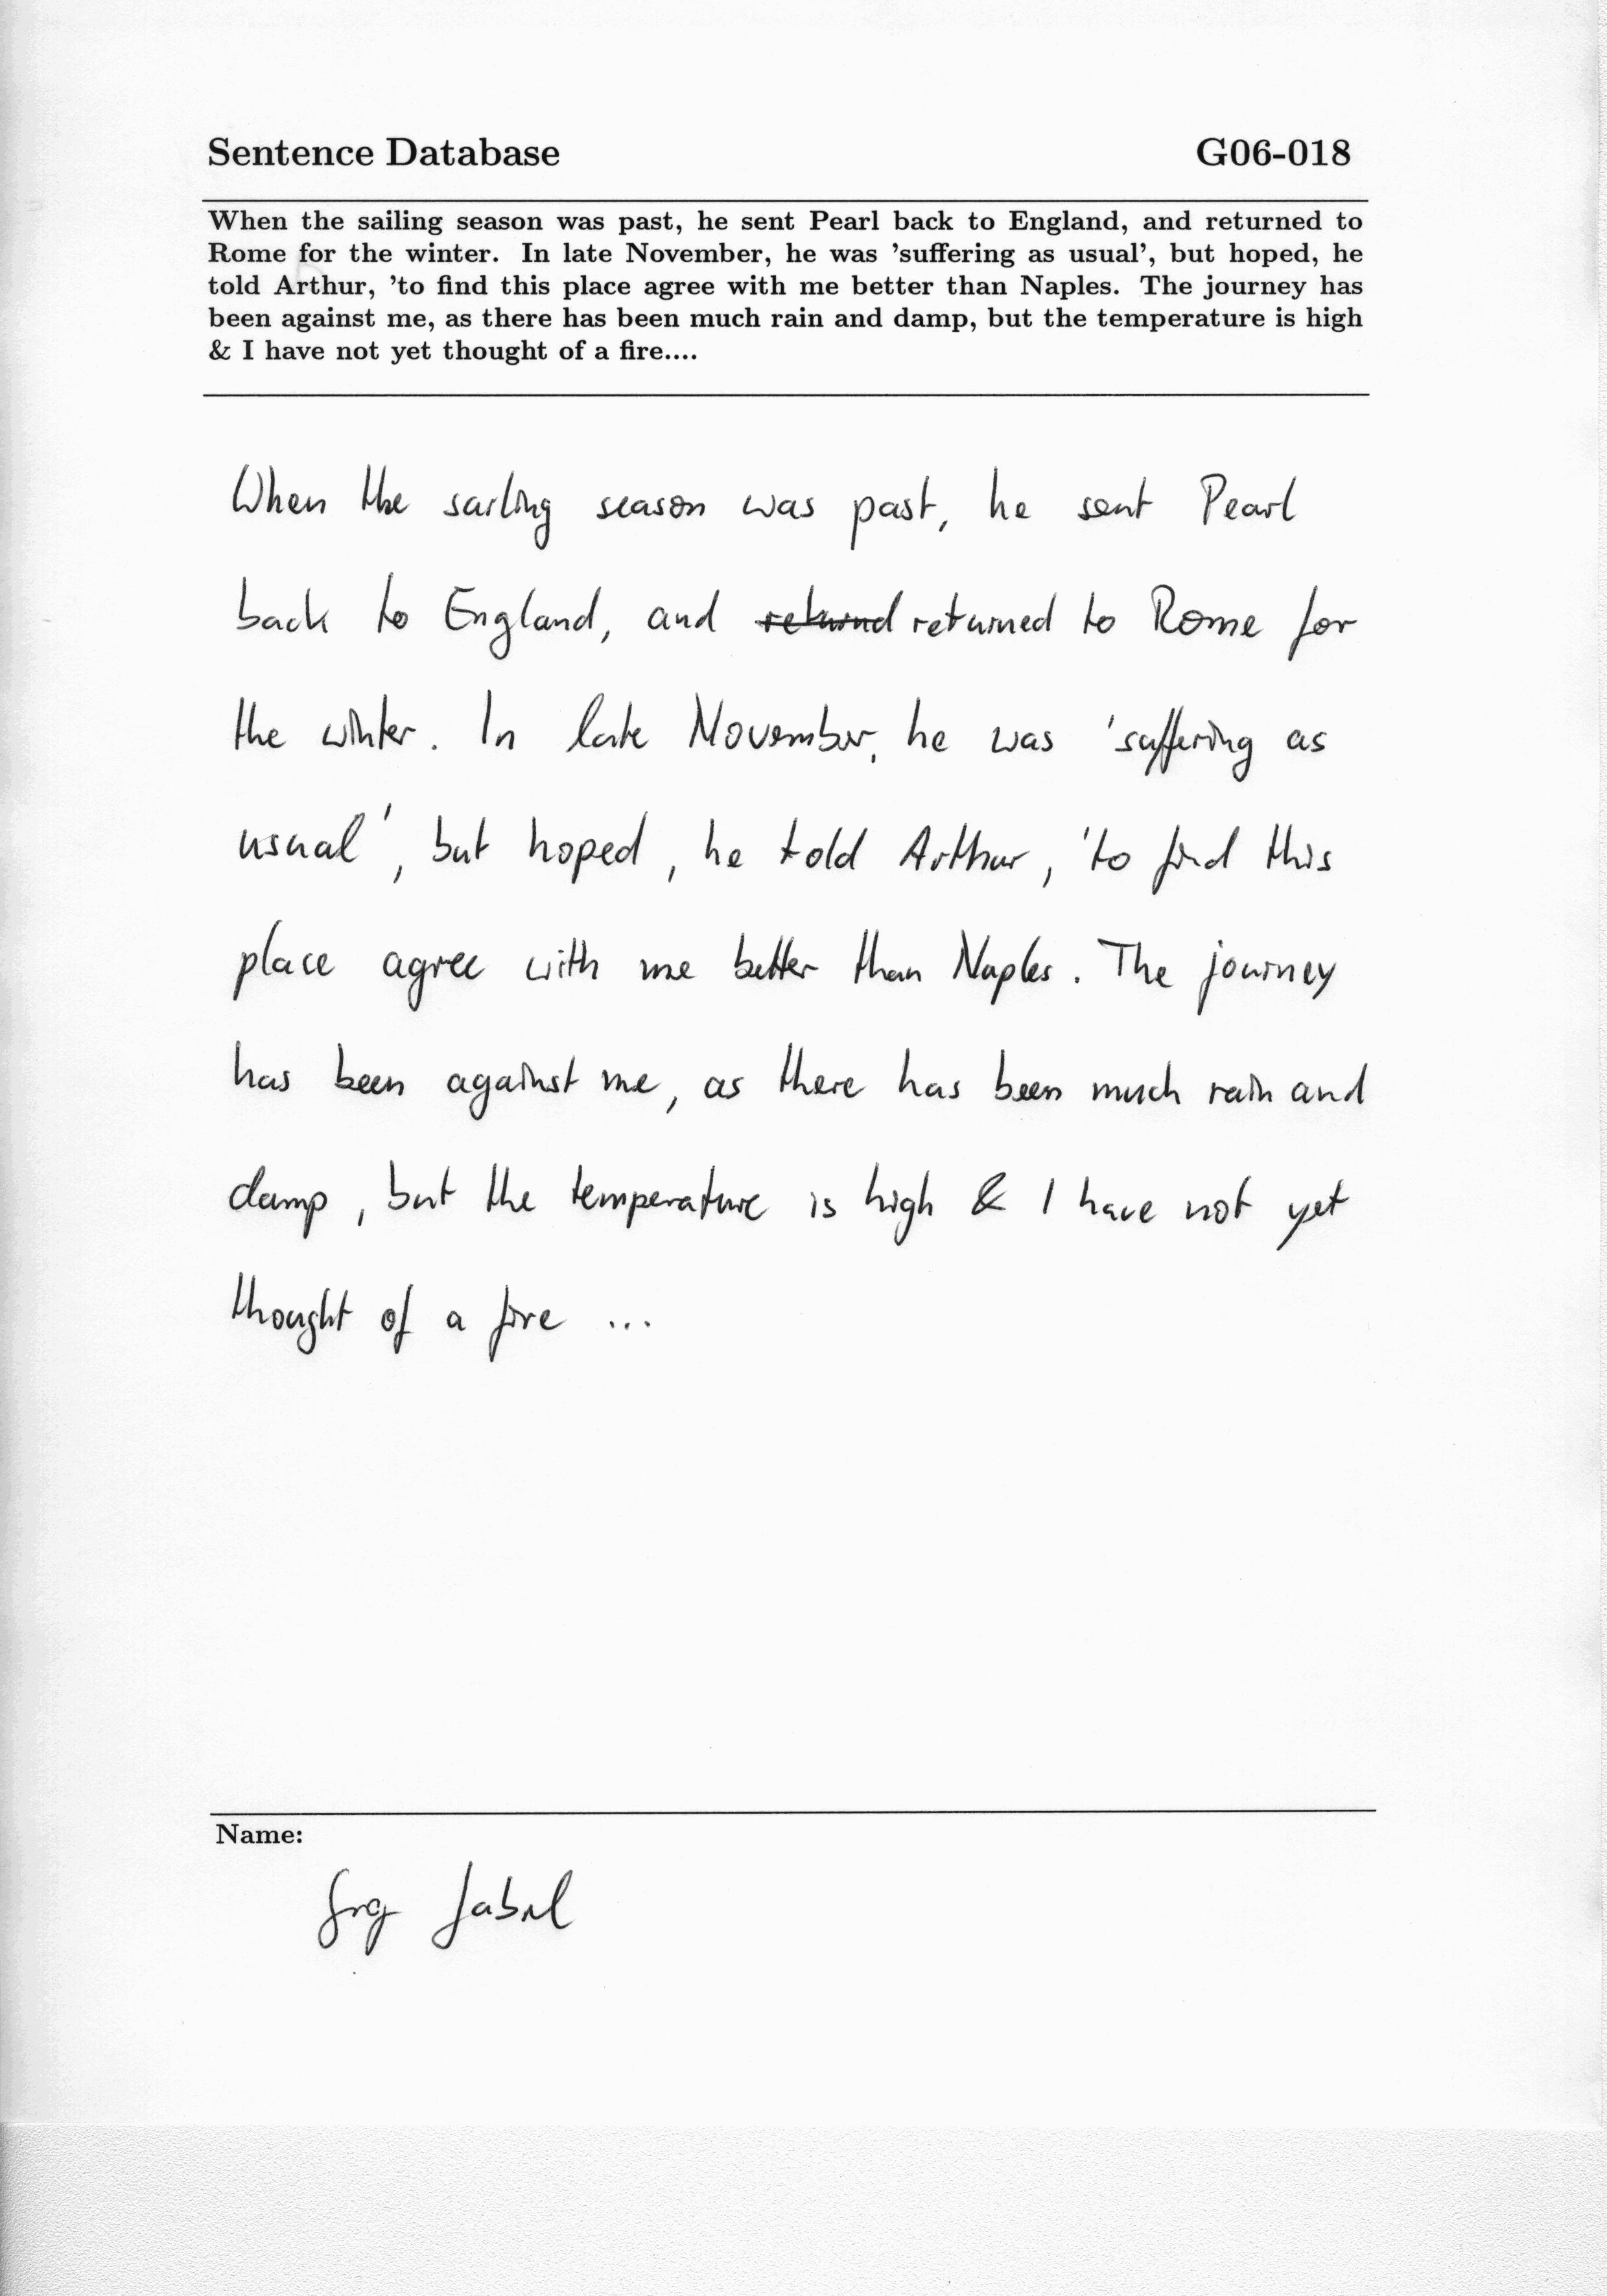 Sentence Database G06-018
When the sailing season was past, he sent Pearl back to England, and returned to
Rome for the winter. In late November, he was 'suffering as usual', but hoped, he
told Arthur, 'to find this place agree with me better than Naples. The journey has
been against me, as there has been much rain and damp, but the temperature is high
& I have not yet thought of a fire....
When the sailing season was past, he sent Pearl
back to England, and returned to Rome for
the winter. In late November, he was 'suffering as
usual', but hoped, he told Arthur, 'to find this
place agree with me better than Naples. The journey
has been against me, as there has been much rain and
damp, but the temperature is high & I have not yet
thought of a fire ...
Name: